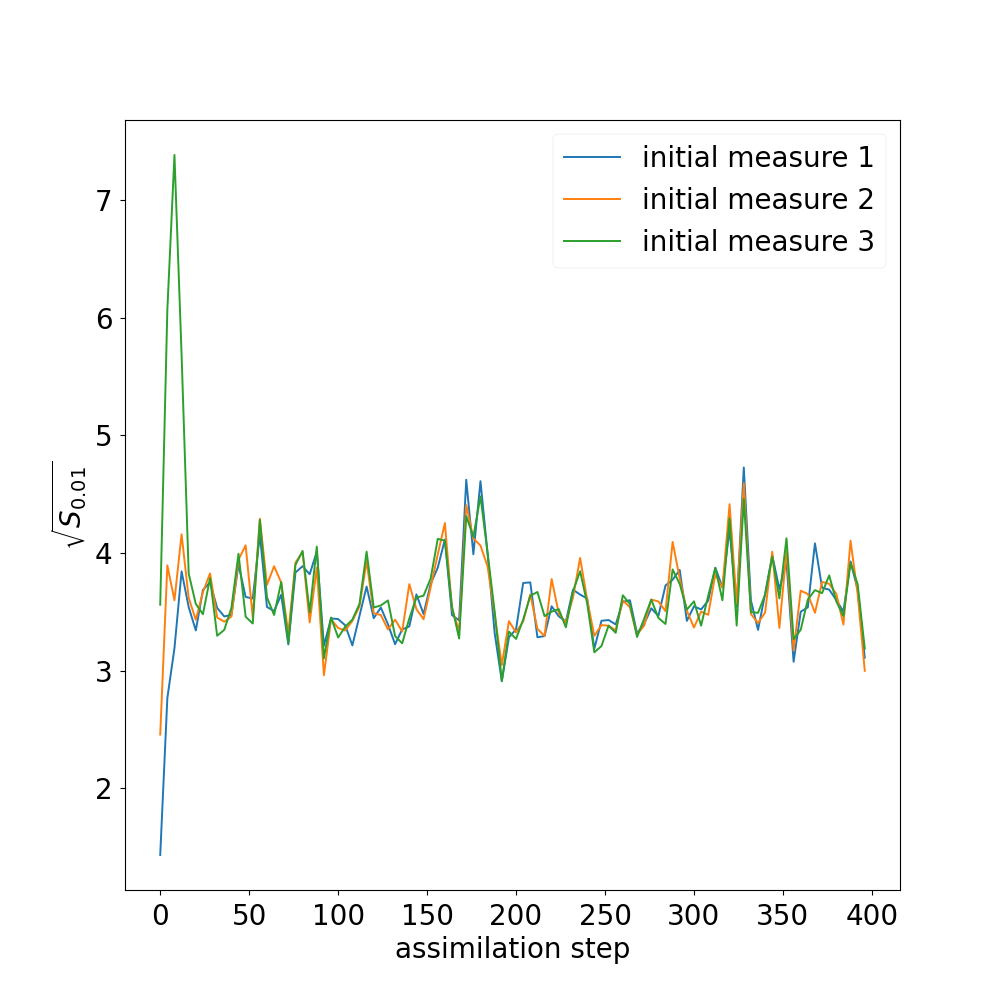 initial measure 1
initial measure 2
initial measure 3
7
6
5
4
3
2
√S₀.₀₁
0 50 100 150 200 250 300 350 400
assimilation step